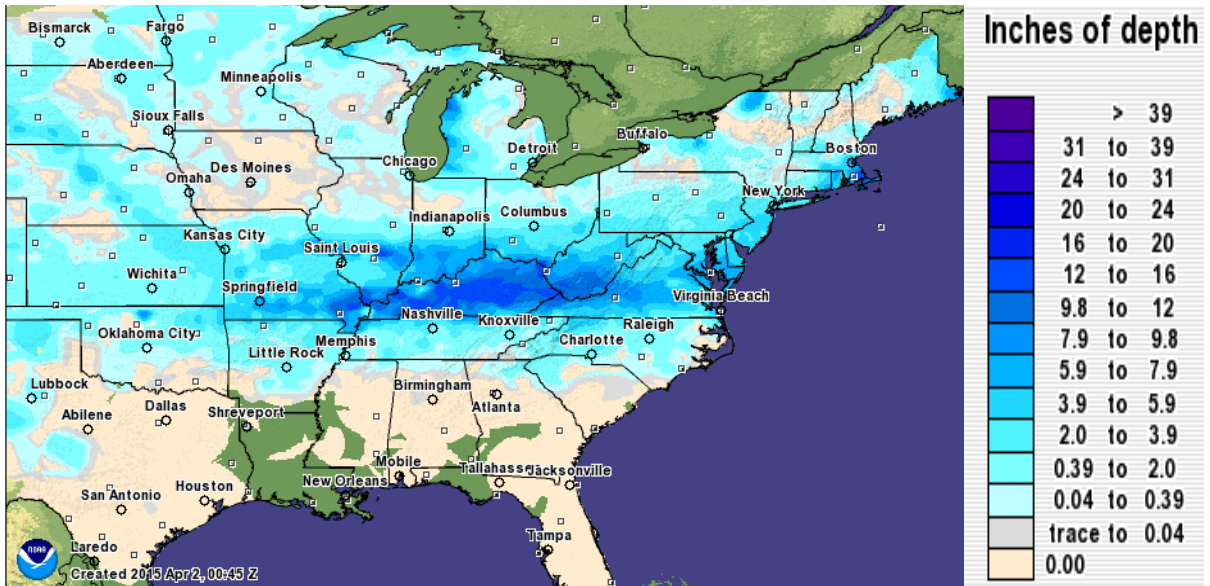 Bismarck
Fargo
Aberdeen
Minneapolis
Sioux Falls
Buffalo
Detroit
Boston
Chicago
Des Moines
Omaha
New York
Indianapolis
Columbus
Kansas City
Saint Louis
Wichita
Springfield
Virginia Beach
Nashville
Knoxville
Raleigh
Oklahoma City
Memphis
Charlotte
Little Rock
Lubbock
Birmingham
Atlanta
Abilene
Dallas
Shreveport
Mobile
Tallahasse
Jacksonville
New Orleans
San Antonio
Houston
Tampa
Laredo
NOAA
Created 2015 Apr 2, 00:45 Z
Inches of depth
> 39
31 to 39
24 to 31
20 to 24
16 to 20
12 to 16
9.8 to 12
7.9 to 9.8
5.9 to 7.9
3.9 to 5.9
2.0 to 3.9
0.39 to 2.0
0.04 to 0.39
trace to 0.04
0.00